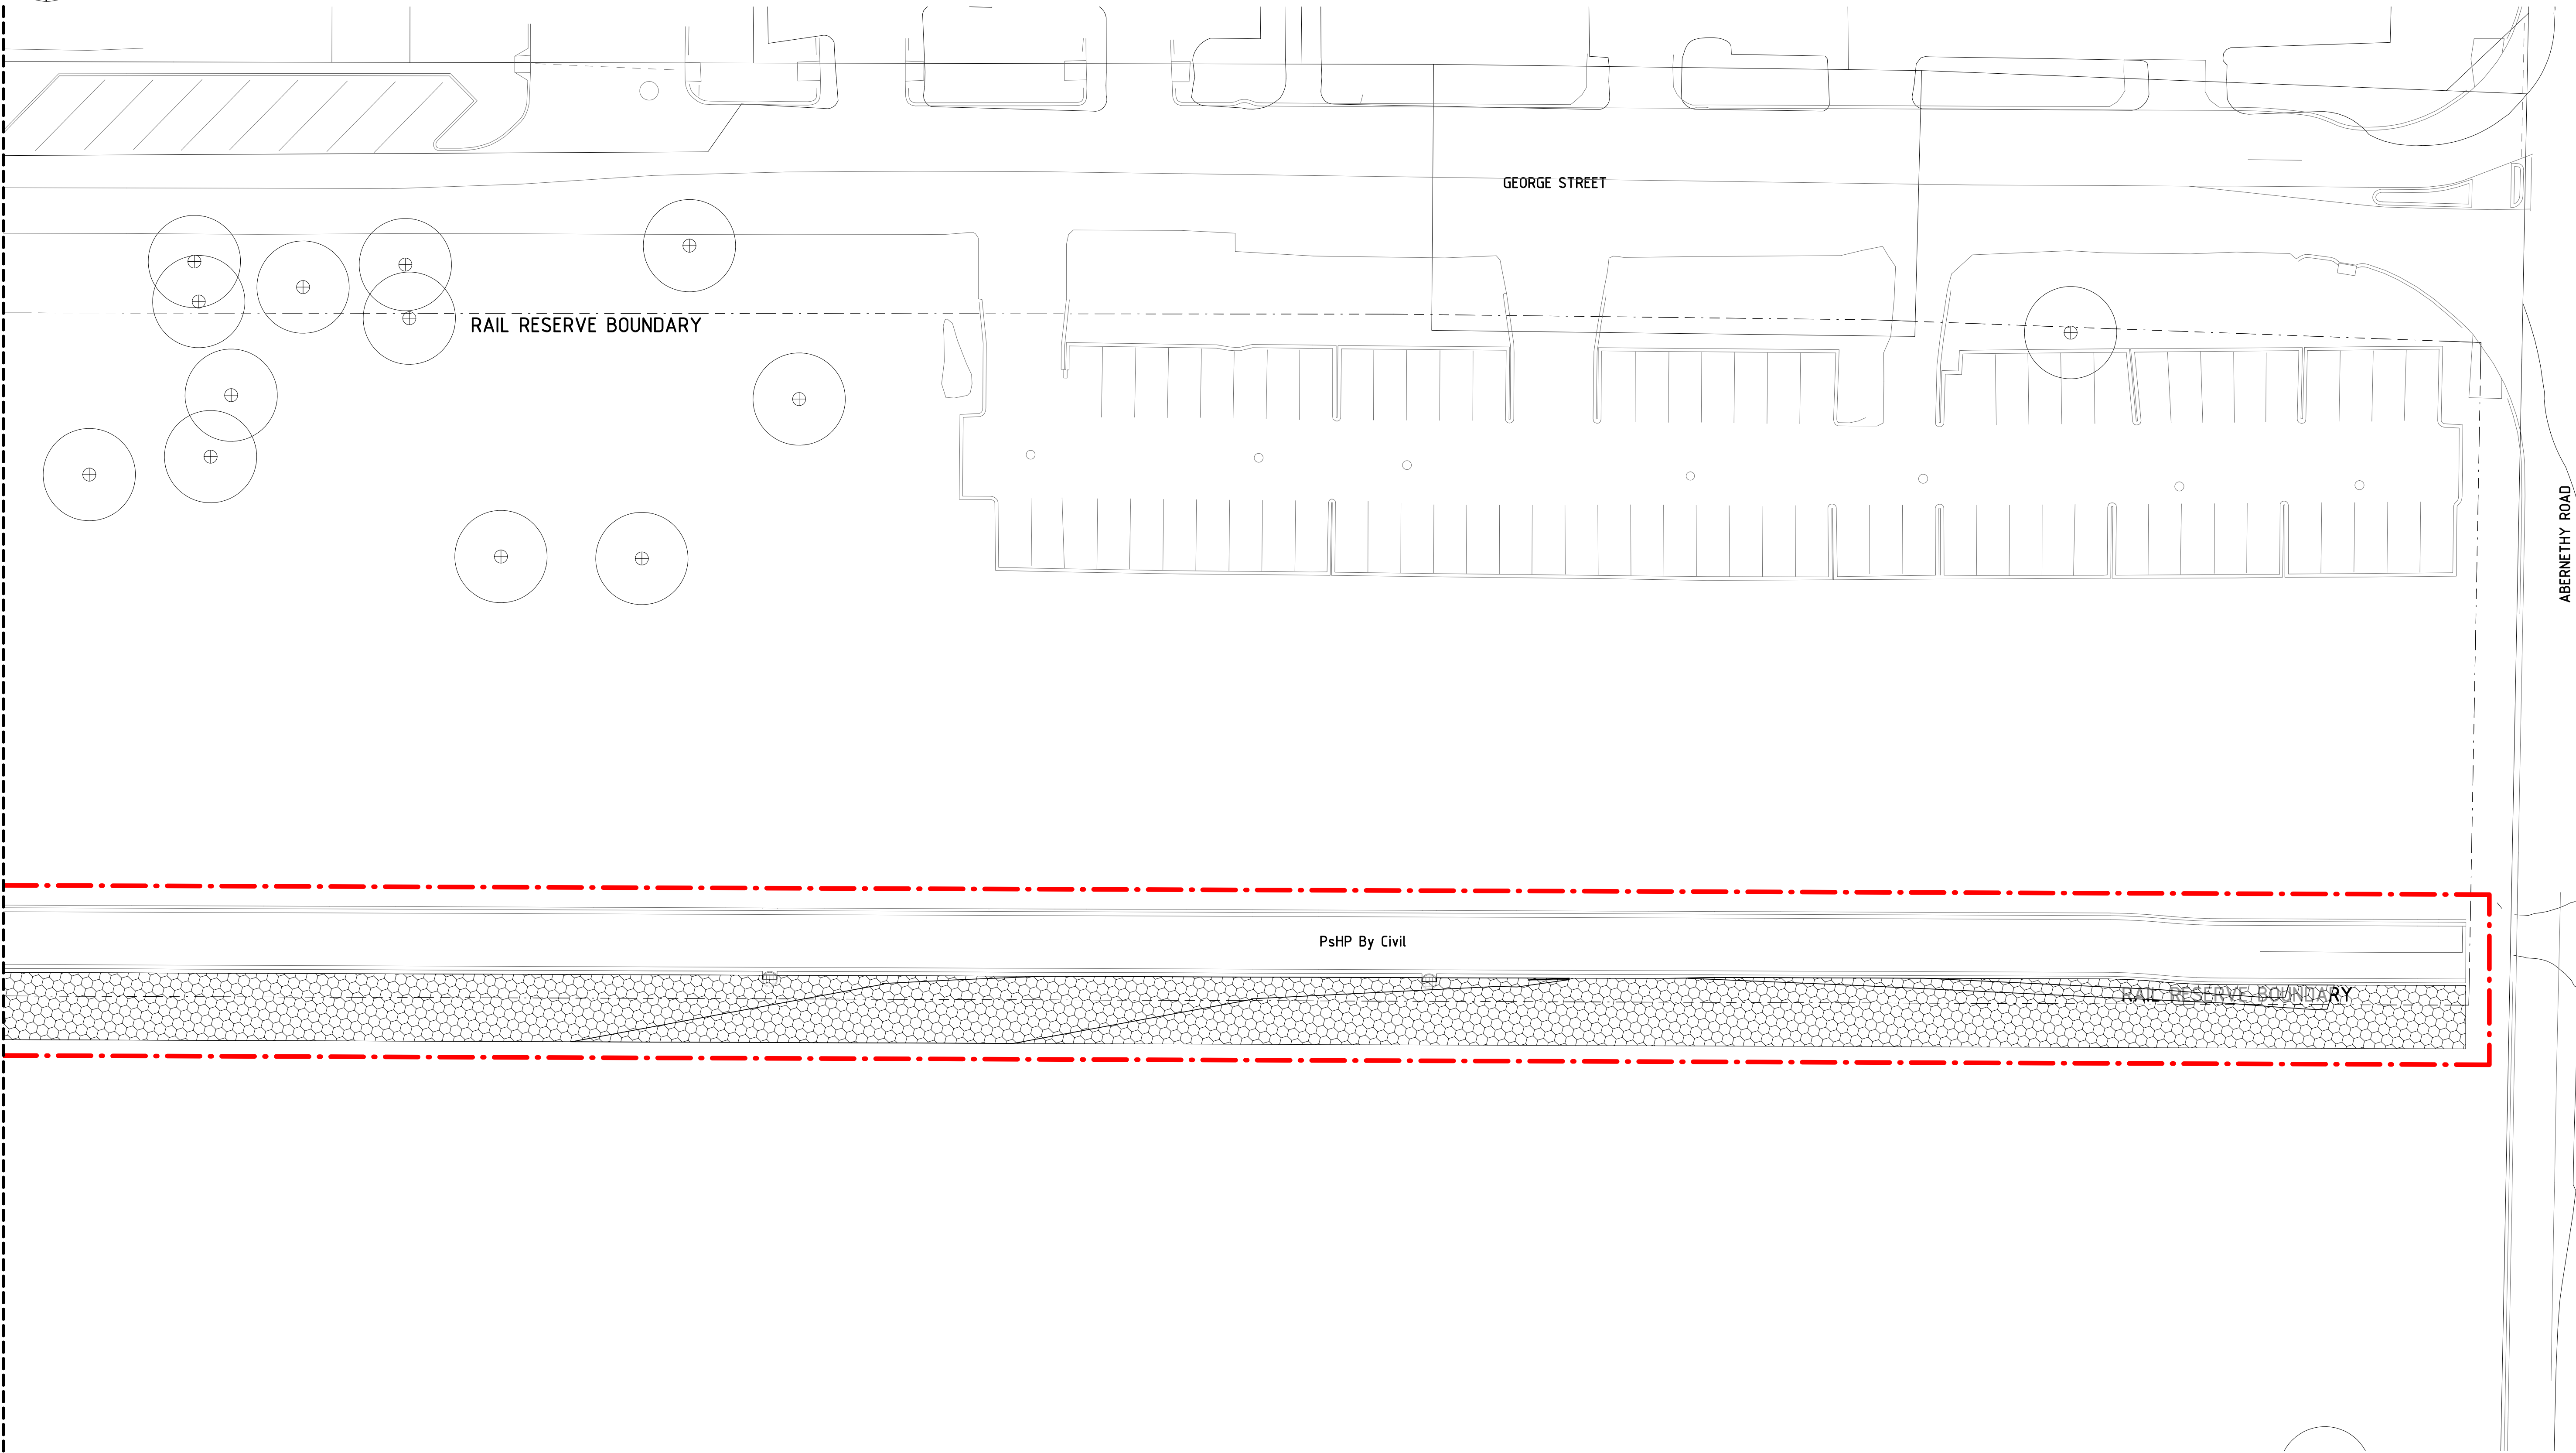 GEORGE STREET
RAIL RESERVE BOUNDARY
ABERNETHY ROAD
PsHP By Civil
RAIL RESERVE BOUNDARY